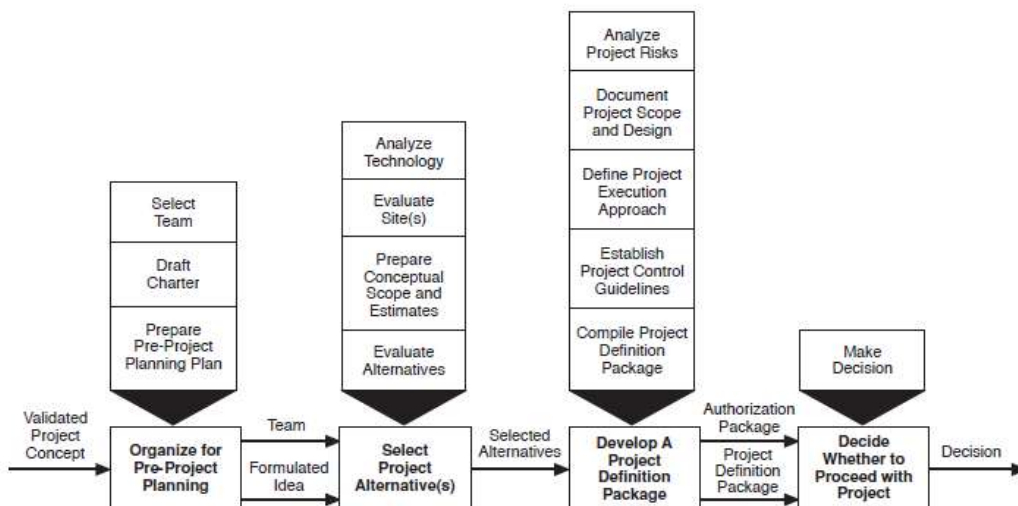 Analyze
Project Risks
Document
Project Scope
and Design
Define Project
Execution
Approach
Establish
Project Control
Guidelines
Compile Project
Definition
Package
Analyze
Technology
Evaluate
Site(s)
Prepare
Conceptual
Scope and
Estimates
Evaluate
Alternatives
Select
Team
Draft
Charter
Prepare
Pre-Project
Planning Plan
Make
Decision
Validated
Project
Concept
Organize for
Pre-Project
Planning
Team
Formulated
Idea
Select
Project
Alternative(s)
Selected
Alternatives
Develop A
Project
Definition
Package
Authorization
Package
Project
Definition
Package
Decide
Whether to
Proceed with
Project
Decision